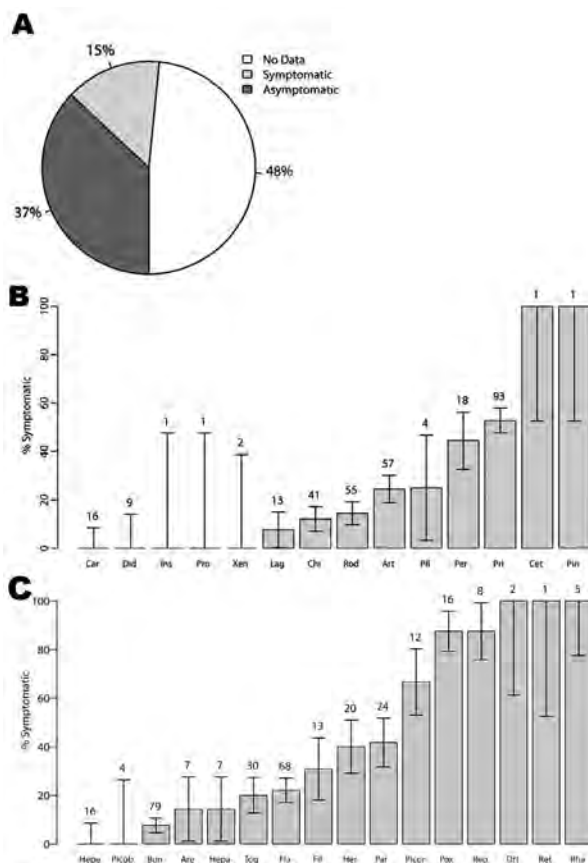 A
15%
No Data
Symptomatic
Asymptomatic
48%
37%
B
% Symptomatic
0 20 40 60 80 100
16 9 1 1 2 13 41 55 57 4 18 93 1 1
Car Did Ins Pro Xen Lag Chi Rod Art Pil Per Pri Cet Pin
C
% Symptomatic
0 20 40 60 80 100
16 4 79 7 7 30 68 13 20 24 12 16 8 2 1 5
Hepe Picob Bun Are Hepa Tog Fla Fil Her Par Picor Pox Reo Ret